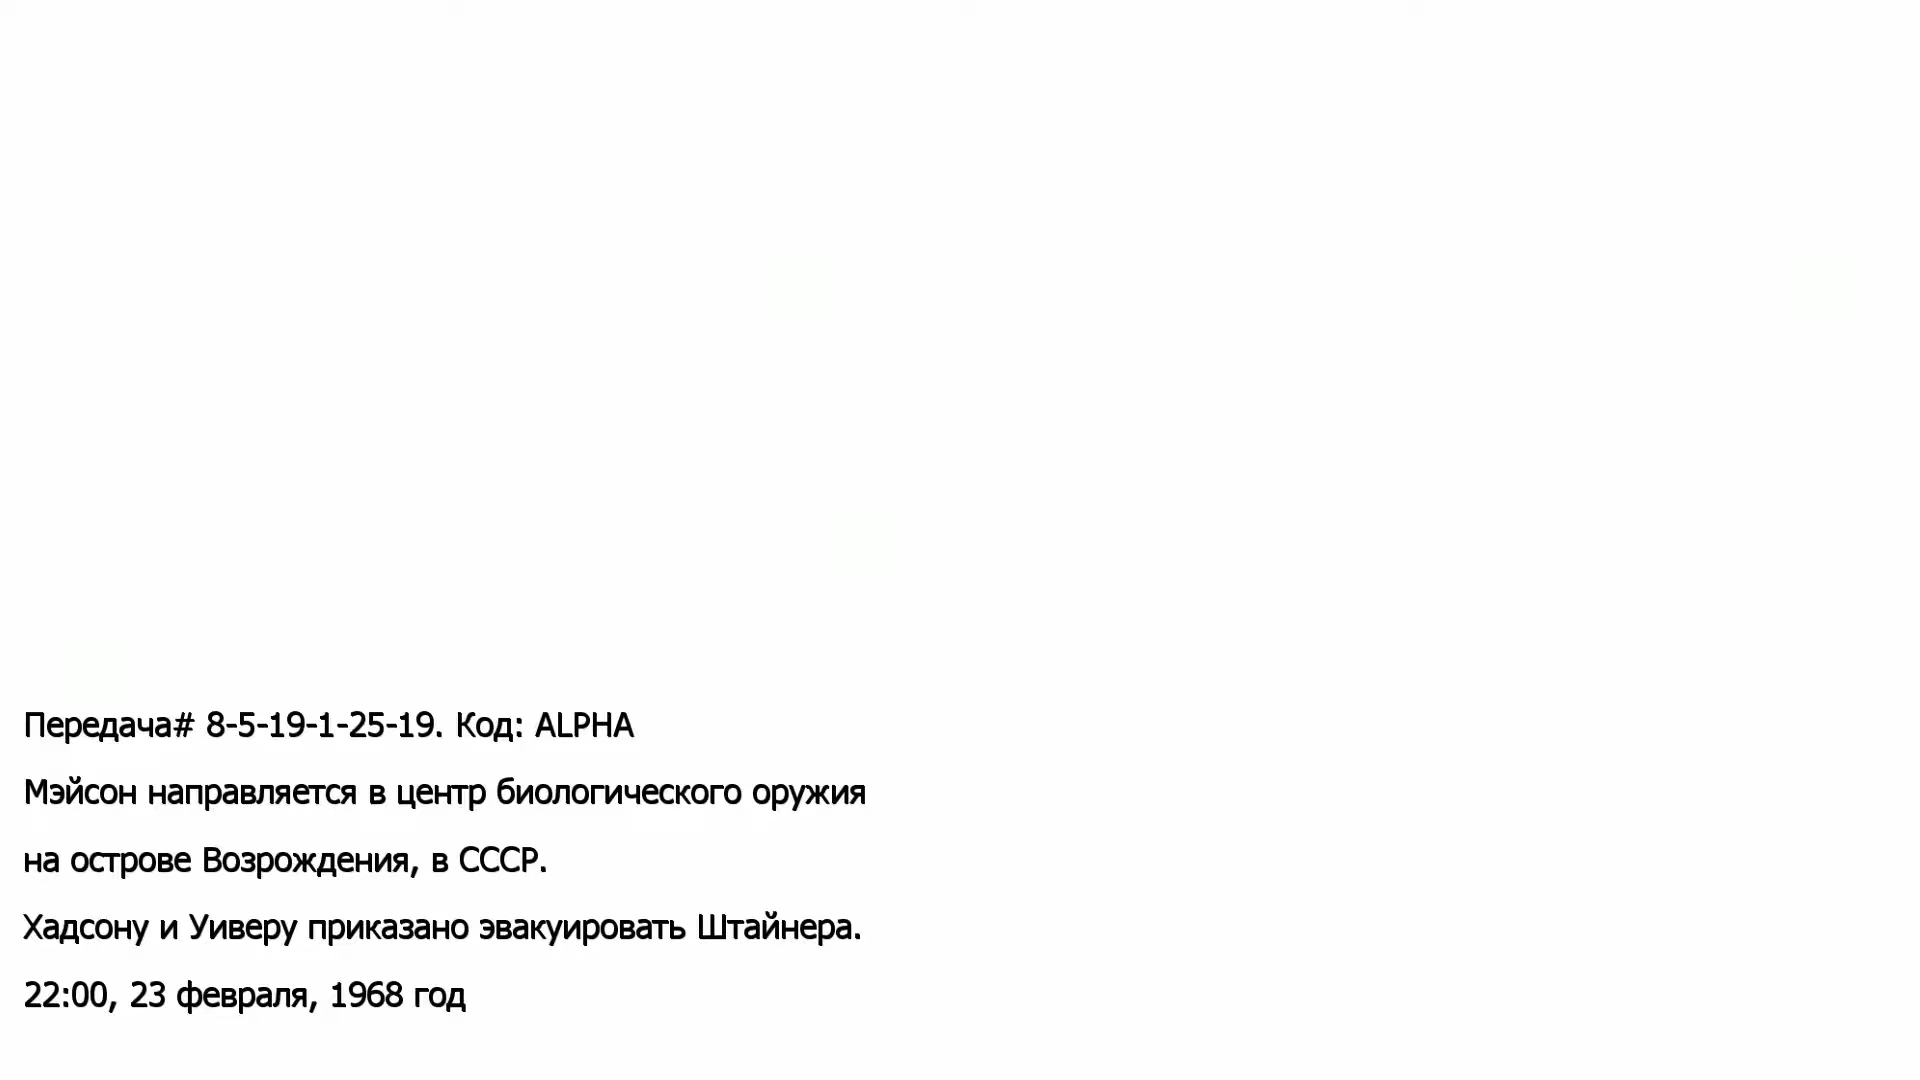 Передача# 8-5-19-1-25-19. Код: ALPHA
Мэйсон направляется в центр биологического оружия
на острове Возрождения, в СССР.
Хадсону и Уиверу приказано эвакуировать Штайнера.
22:00, 23 февраля, 1968 год